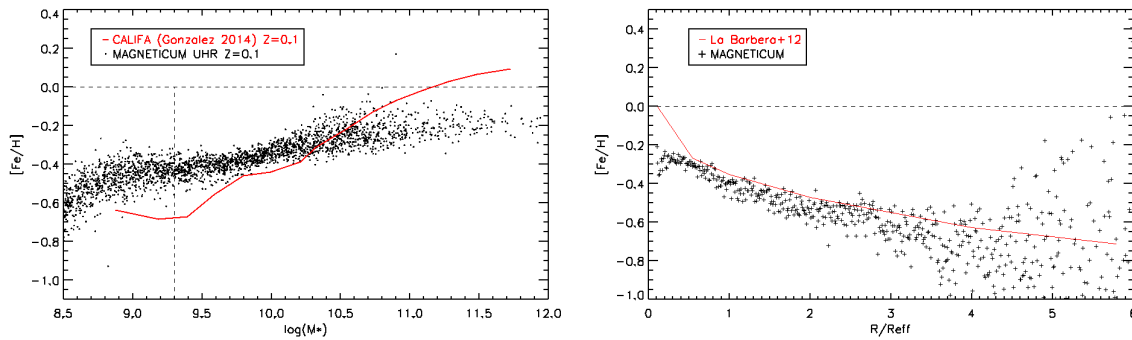 — CALIFA (Gonzalez 2014) Z=0.1
· MAGNETICUM UHR Z=0.1
[Fe/H]
0.4
0.2
0.0
-0.2
-0.4
-0.6
-0.8
-1.0
8.5 9.0 9.5 10.0 10.5 11.0 11.5 12.0
log(M*)
— La Barbera+12
+ MAGNETICUM
[Fe/H]
0.4
0.2
0.0
-0.2
-0.4
-0.6
-0.8
-1.0
0 1 2 3 4 5 6
R/Reff